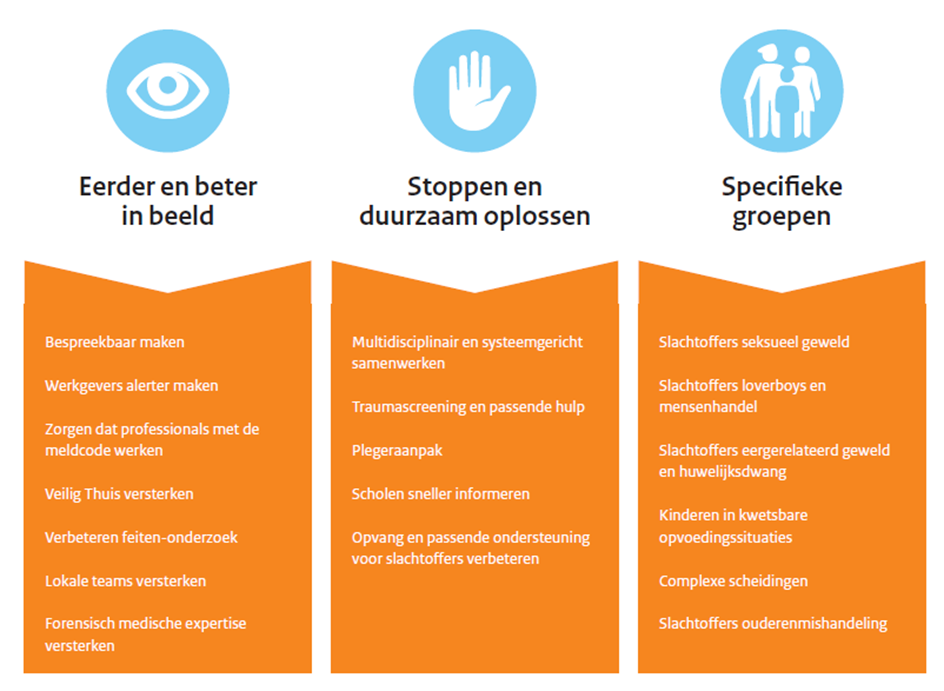 Eerder en beter
in beeld
Bespreekbaar maken
Werkgevers alerter maken
Zorgen dat professionals met de
meldcode werken
Veilig Thuis versterken
Verbeteren feiten-onderzoek
Lokale teams versterken
Forensisch medische expertise
versterken
Stoppen en
duurzaam oplossen
Multidisciplinair en systeemgericht
samenwerken
Traumascreening en passende hulp
Plegeraanpak
Scholen sneller informeren
Opvang en passende ondersteuning
voor slachtoffers verbeteren
Specifieke
groepen
Slachtoffers seksueel geweld
Slachtoffers loverboys en
mensenhandel
Slachtoffers eergerelateerd geweld
en huwelijksdwang
Kinderen in kwetsbare
opvoedingssituaties
Complexe scheidingen
Slachtoffers ouderenmishandeling